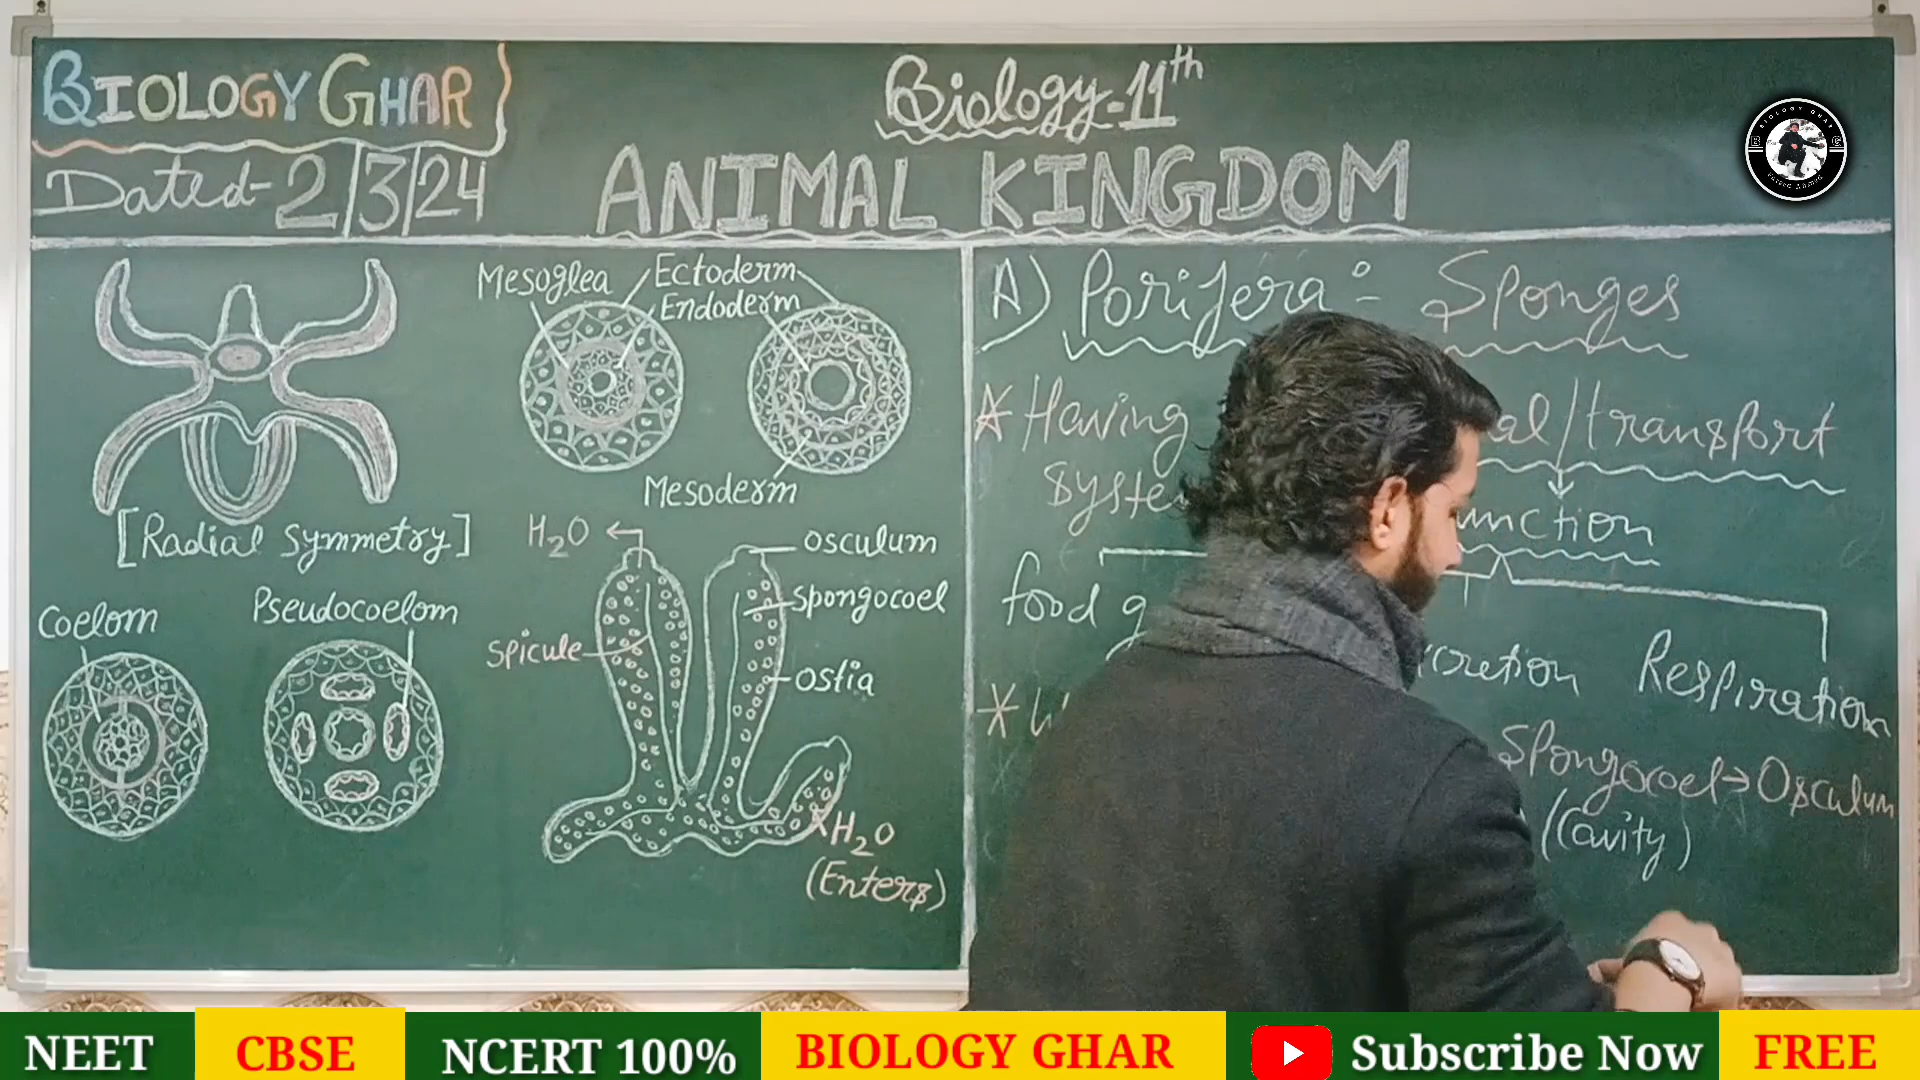 BIOLOGY GHAR
Dated- 2/3/24
Biology-11th
ANIMAL KINGDOM
BIOLOGY GHAR
[Radial symmetry]
Mesoglea
Ectoderm
Endoderm
Mesoderm
Coelom
Pseudocoelom
H2O
osculum
spongocoel
spicule
ostia
H2O
(Enters)
A) Porifera :- Sponges
* Having al/transport
system
unction
food
cretion Respiration
*
Spongocoel→Osculum
(Cavity)
NEET CBSE NCERT 100% BIOLOGY GHAR Subscribe Now FREE